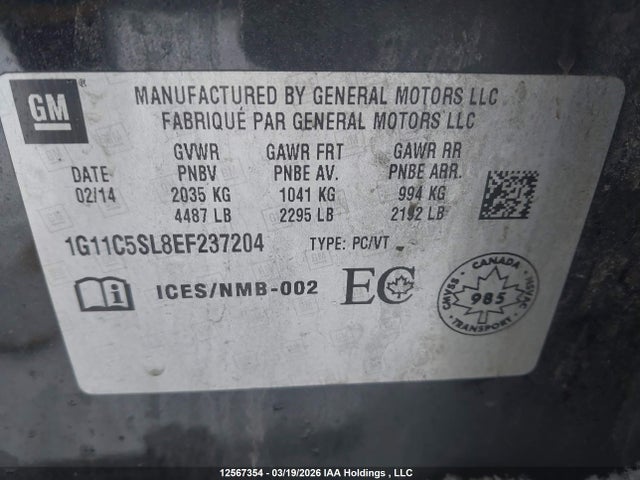 GM
MANUFACTURED BY GENERAL MOTORS LLC
FABRIQUÉ PAR GENERAL MOTORS LLC
DATE
02/14
GVWR
PNBV
2035 KG
4487 LB
GAWR FRT
PNBE AV.
1041 KG
2295 LB
GAWR RR
PNBE ARR.
994 KG
2192 LB
1G11C5SL8EF237204
TYPE: PC/VT
ICES/NMB-002
EC
CANADA
CMVSS
985
NSVAC
TRANSPORT
12567354 - 03/19/2026 IAA Holdings , LLC